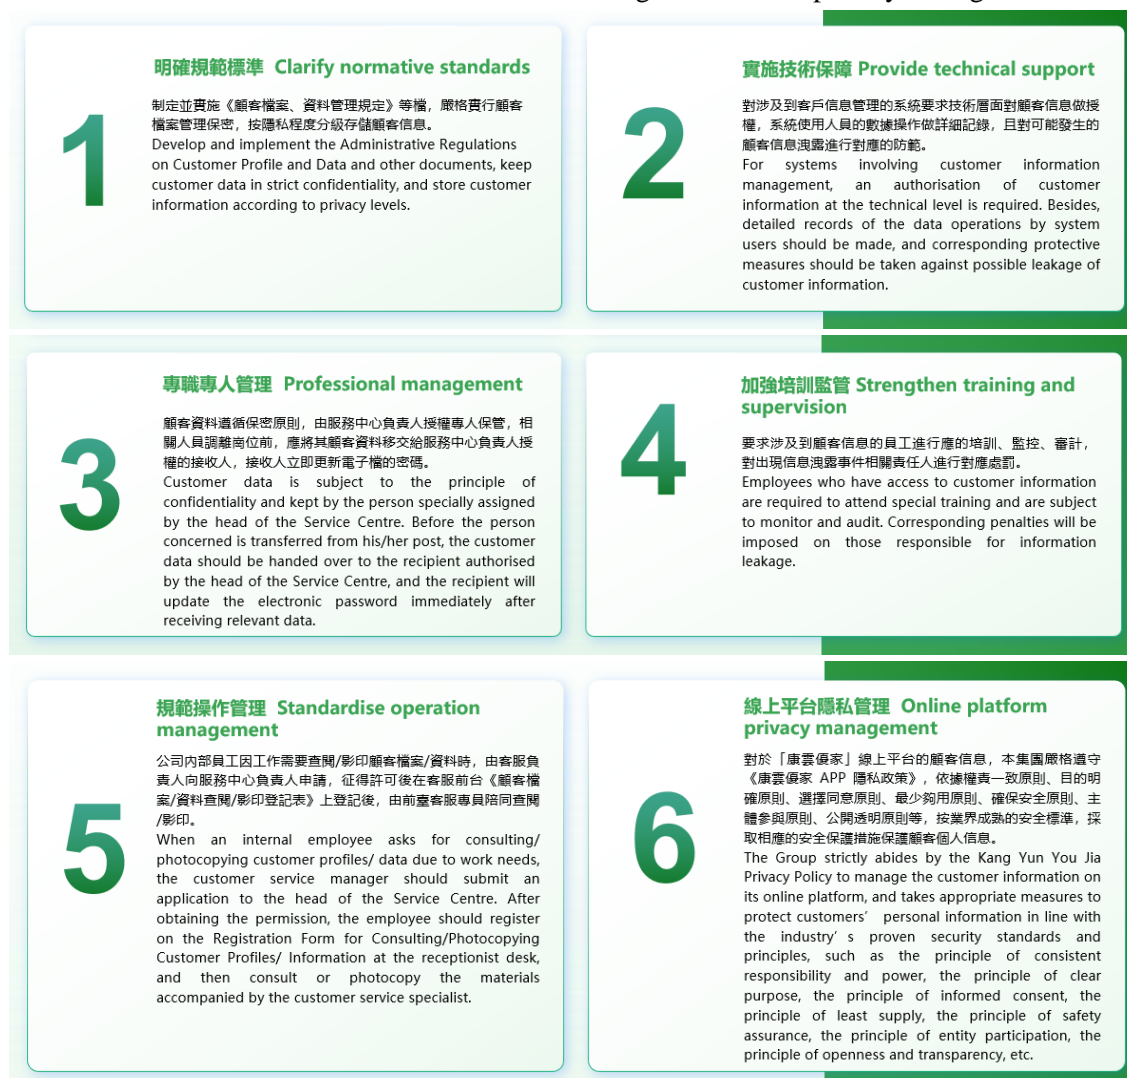 1
明確規範標準 Clarify normative standards
制定並實施《顧客檔案、資料管理規定》等檔，嚴格實行顧客
檔案管理保密，按隱私程度分級存儲顧客信息。
Develop and implement the Administrative Regulations
on Customer Profile and Data and other documents, keep
customer data in strict confidentiality, and store customer
information according to privacy levels.
2
實施技術保障 Provide technical support
對涉及到客戶信息管理的系統要求技術層面對顧客信息做授
權，系統使用人員的數據操作做詳細記錄，且對可能發生的
顧客信息洩露進行對應的防範。
For systems involving customer information
management, an authorisation of customer
information at the technical level is required. Besides,
detailed records of the data operations by system
users should be made, and corresponding protective
measures should be taken against possible leakage of
customer information.
3
專職專人管理 Professional management
顧客資料遵循保密原則，由服務中心負責人授權專人保管，相
關人員調離崗位前，應將其顧客資料移交給服務中心負責人授
權的接收人，接收人立即更新電子檔的密碼。
Customer data is subject to the principle of
confidentiality and kept by the person specially assigned
by the head of the Service Centre. Before the person
concerned is transferred from his/her post, the customer
data should be handed over to the recipient authorised
by the head of the Service Centre, and the recipient will
update the electronic password immediately after
receiving relevant data.
4
加強培訓監管 Strengthen training and
supervision
要求涉及到顧客信息的員工進行應的培訓、監控、審計，
對出現信息洩露事件相關責任人進行對應處罰。
Employees who have access to customer information
are required to attend special training and are subject
to monitor and audit. Corresponding penalties will be
imposed on those responsible for information
leakage.
5
規範操作管理 Standardise operation
management
公司內部員工因工作需要查閱/影印顧客檔案/資料時，由客服負
責人向服務中心負責人申請，征得許可後在客服前台《顧客檔
案/資料查閱/影印登記表》上登記後，由前臺客服專員陪同查閱
/影印。
When an internal employee asks for consulting/
photocopying customer profiles/ data due to work needs,
the customer service manager should submit an
application to the head of the Service Centre. After
obtaining the permission, the employee should register
on the Registration Form for Consulting/Photocopying
Customer Profiles/ Information at the receptionist desk,
and then consult or photocopy the materials
accompanied by the customer service specialist.
6
線上平台隱私管理 Online platform
privacy management
對於「康雲優家」線上平台的顧客信息，本集團嚴格遵守
《康雲優家 APP 隱私政策》，依據權責一致原則、目的明
確原則、選擇同意原則、最少夠用原則、確保安全原則、主
體參與原則、公開透明原則等，按業界成熟的安全標準，採
取相應的安全保護措施保護顧客個人信息。
The Group strictly abides by the Kang Yun You Jia
Privacy Policy to manage the customer information on
its online platform, and takes appropriate measures to
protect customers' personal information in line with
the industry's proven security standards and
principles, such as the principle of consistent
responsibility and power, the principle of clear
purpose, the principle of informed consent, the
principle of least supply, the principle of safety
assurance, the principle of entity participation, the
principle of openness and transparency, etc.